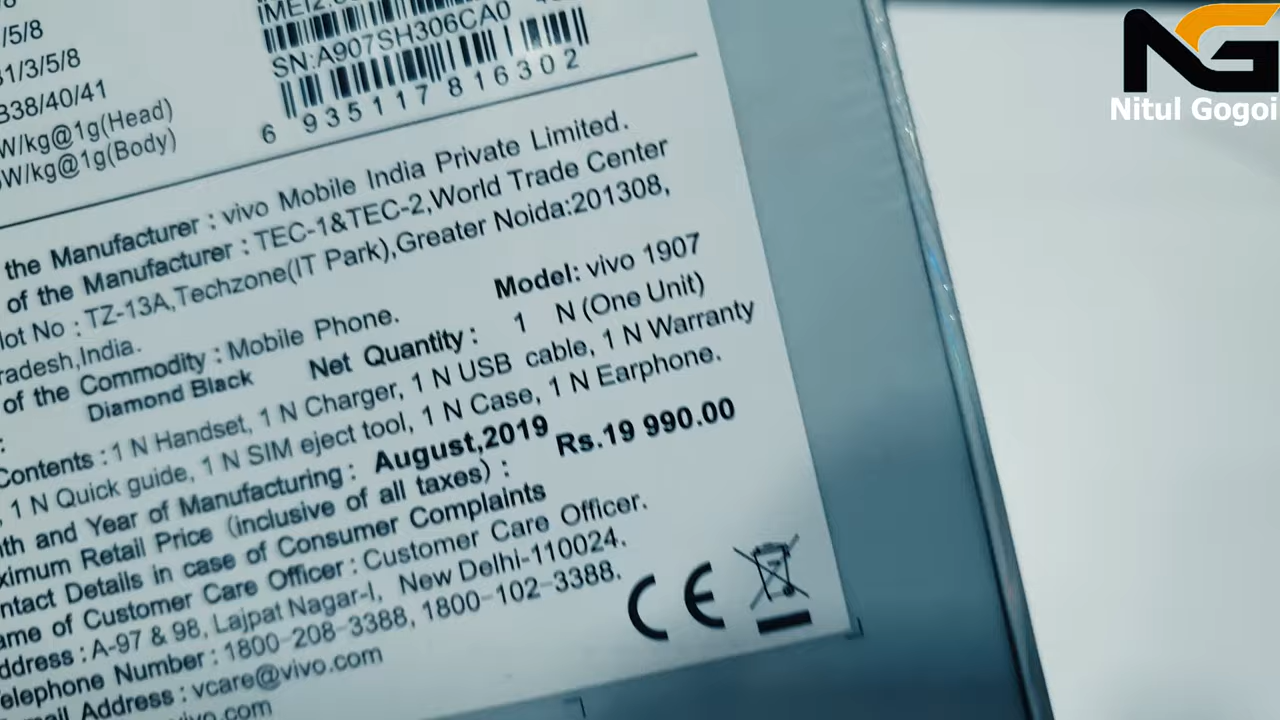 /5/8
1/3/5/8
B38/40/41
W/kg@1g(Head)
W/kg@1g(Body)
IMEI2:
SN:A907SH306CA0
6 935117 816302
the Manufacturer : vivo Mobile India Private Limited.
of the Manufacturer : TEC-1&TEC-2,World Trade Center
lot No : TZ-13A,Techzone(IT Park),Greater Noida:201308,
radesh,India.
Model: vivo 1907
of the Commodity : Mobile Phone.
Diamond Black
Net Quantity : 1 N (One Unit)
Contents : 1 N Handset, 1 N Charger, 1 N USB cable, 1 N Warranty
, 1 N Quick guide, 1 N SIM eject tool, 1 N Case, 1 N Earphone.
nth and Year of Manufacturing : August,2019
ximum Retail Price (inclusive of all taxes) : Rs.19 990.00
ntact Details in case of Consumer Complaints
ame of Customer Care Officer : Customer Care Officer.
ddress : A-97 & 98, Lajpat Nagar-I, New Delhi-110024.
elephone Number : 1800-208-3388, 1800-102-3388.
mail Address : vcare@vivo.com
vivo.com
CE
NG
Nitul Gogoi